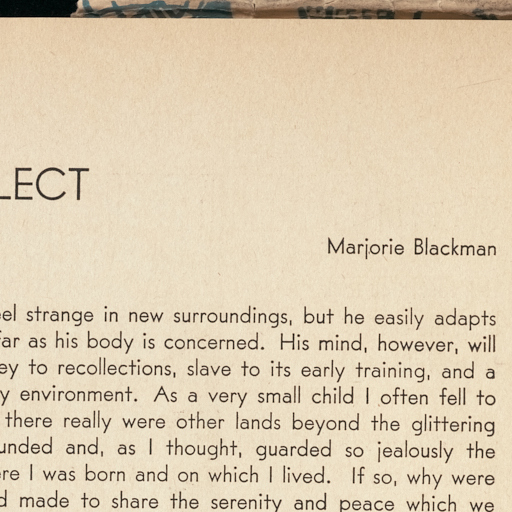 LECT
Marjorie Blackman
eel strange in new surroundings, but he easily adapts
far as his body is concerned. His mind, however, will
ey to recollections, slave to its early training, and a
y environment. As a very small child I often fell to
there really were other lands beyond the glittering
unded and, as I thought, guarded so jealously the
ere I was born and on which I lived. If so, why were
d made to share the serenity and peace which we